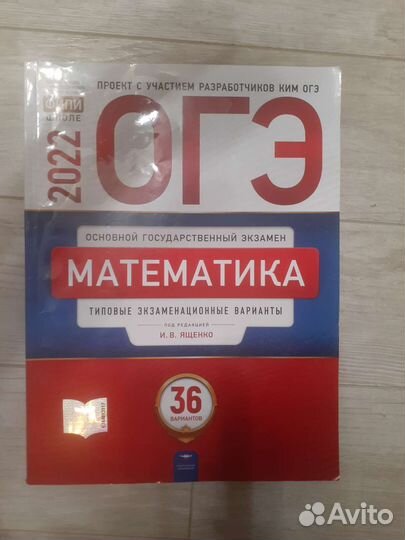 ПРОЕКТ С УЧАСТИЕМ РАЗРАБОТЧИКОВ КИМ ОГЭ
ФИПИ
ШКОЛЕ
2022
ОГЭ
ОСНОВНОЙ ГОСУДАРСТВЕННЫЙ ЭКЗАМЕН
МАТЕМАТИКА
ТИПОВЫЕ ЭКЗАМЕНАЦИОННЫЕ ВАРИАНТЫ
ПОД РЕДАКЦИЕЙ
И. В. ЯЩЕНКО
36
ВАРИАНТОВ
Avito